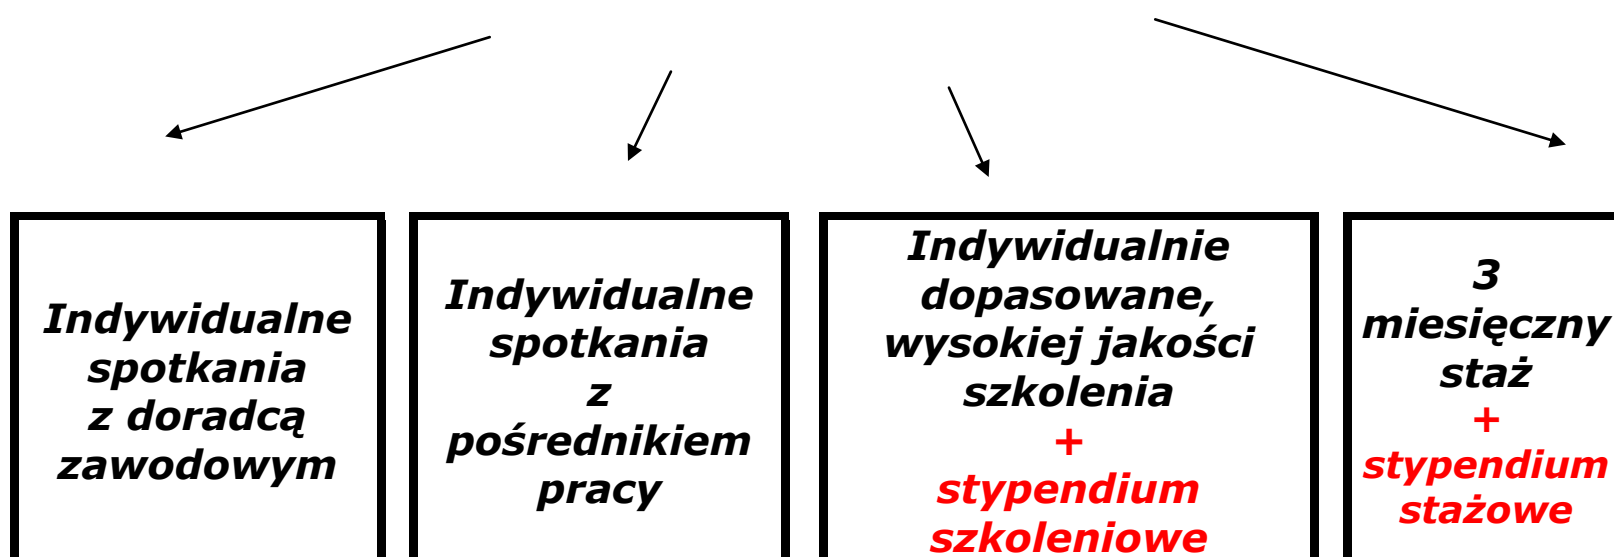 Indywidualne
spotkania
z doradcą
zawodowym
Indywidualne
spotkania
z
pośrednikiem
pracy
Indywidualnie
dopasowane,
wysokiej jakości
szkolenia
+
stypendium
szkoleniowe
3
miesięczny
staż
+
stypendium
stażowe